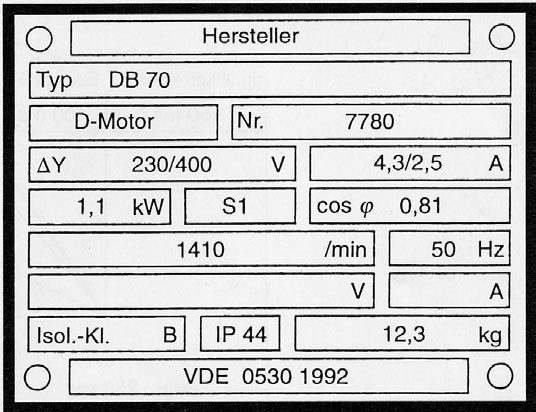 Hersteller
Typ DB 70
D-Motor Nr. 7780
ΔY 230/400 V 4,3/2,5 A
1,1 kW S1 cos φ 0,81
1410 /min 50 Hz
V A
Isol.-Kl. B IP 44 12,3 kg
VDE 0530 1992